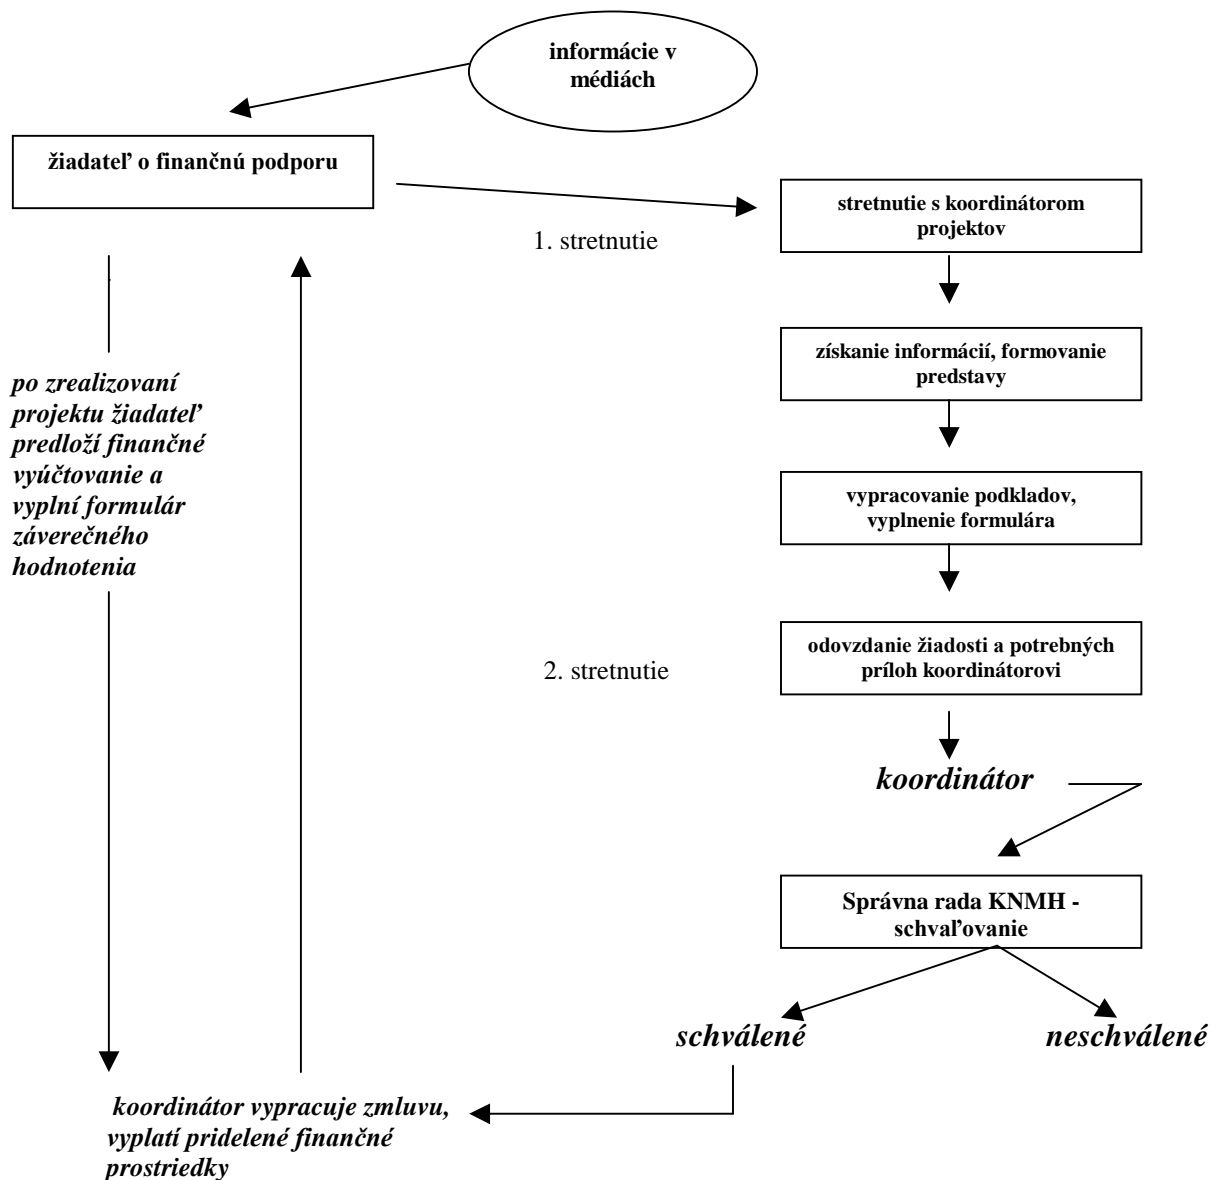 informácie v
médiách
žiadateľ o finančnú podporu
stretnutie s koordinátorom
projektov
1. stretnutie
získanie informácií, formovanie
predstavy
po zrealizovaní
projektu žiadateľ
predloží finančné
vyúčtovanie a
vyplní formulár
záverečného
hodnotenia
vypracovanie podkladov,
vyplnenie formulára
odovzdanie žiadosti a potrebných
príloh koordinátorovi
2. stretnutie
koordinátor
Správna rada KNMH -
schvaľovanie
schválené
neschválené
koordinátor vypracuje zmluvu,
vyplatí pridelené finančné
prostriedky